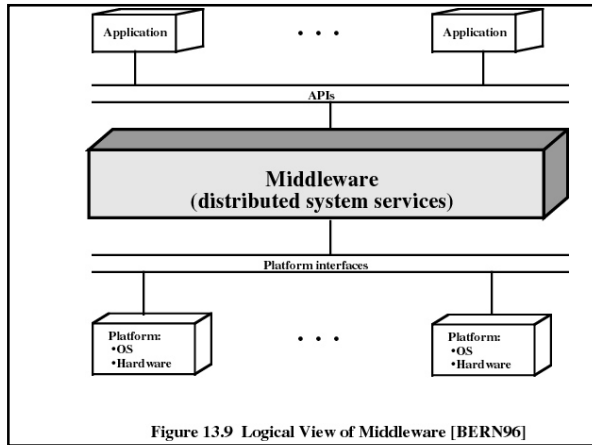 Application
• • •
Application
APIs
Middleware
(distributed system services)
Platform interfaces
Platform:
•OS
•Hardware
• • •
Platform:
•OS
•Hardware
Figure 13.9 Logical View of Middleware [BERN96]